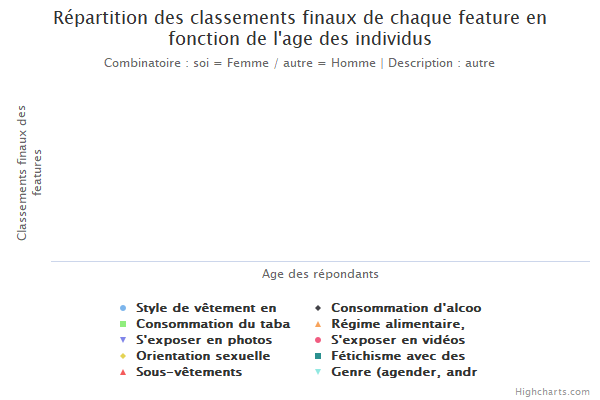 Répartition des classements finaux de chaque feature en
fonction de l'age des individus
Combinatoire : soi = Femme / autre = Homme | Description : autre
Classements finaux des
features
Age des répondants
Style de vêtement en
Consommation d'alcoo
Consommation du taba
Régime alimentaire,
S'exposer en photos
S'exposer en vidéos
Orientation sexuelle
Fétichisme avec des
Sous-vêtements
Genre (agender, andr
Highcharts.com